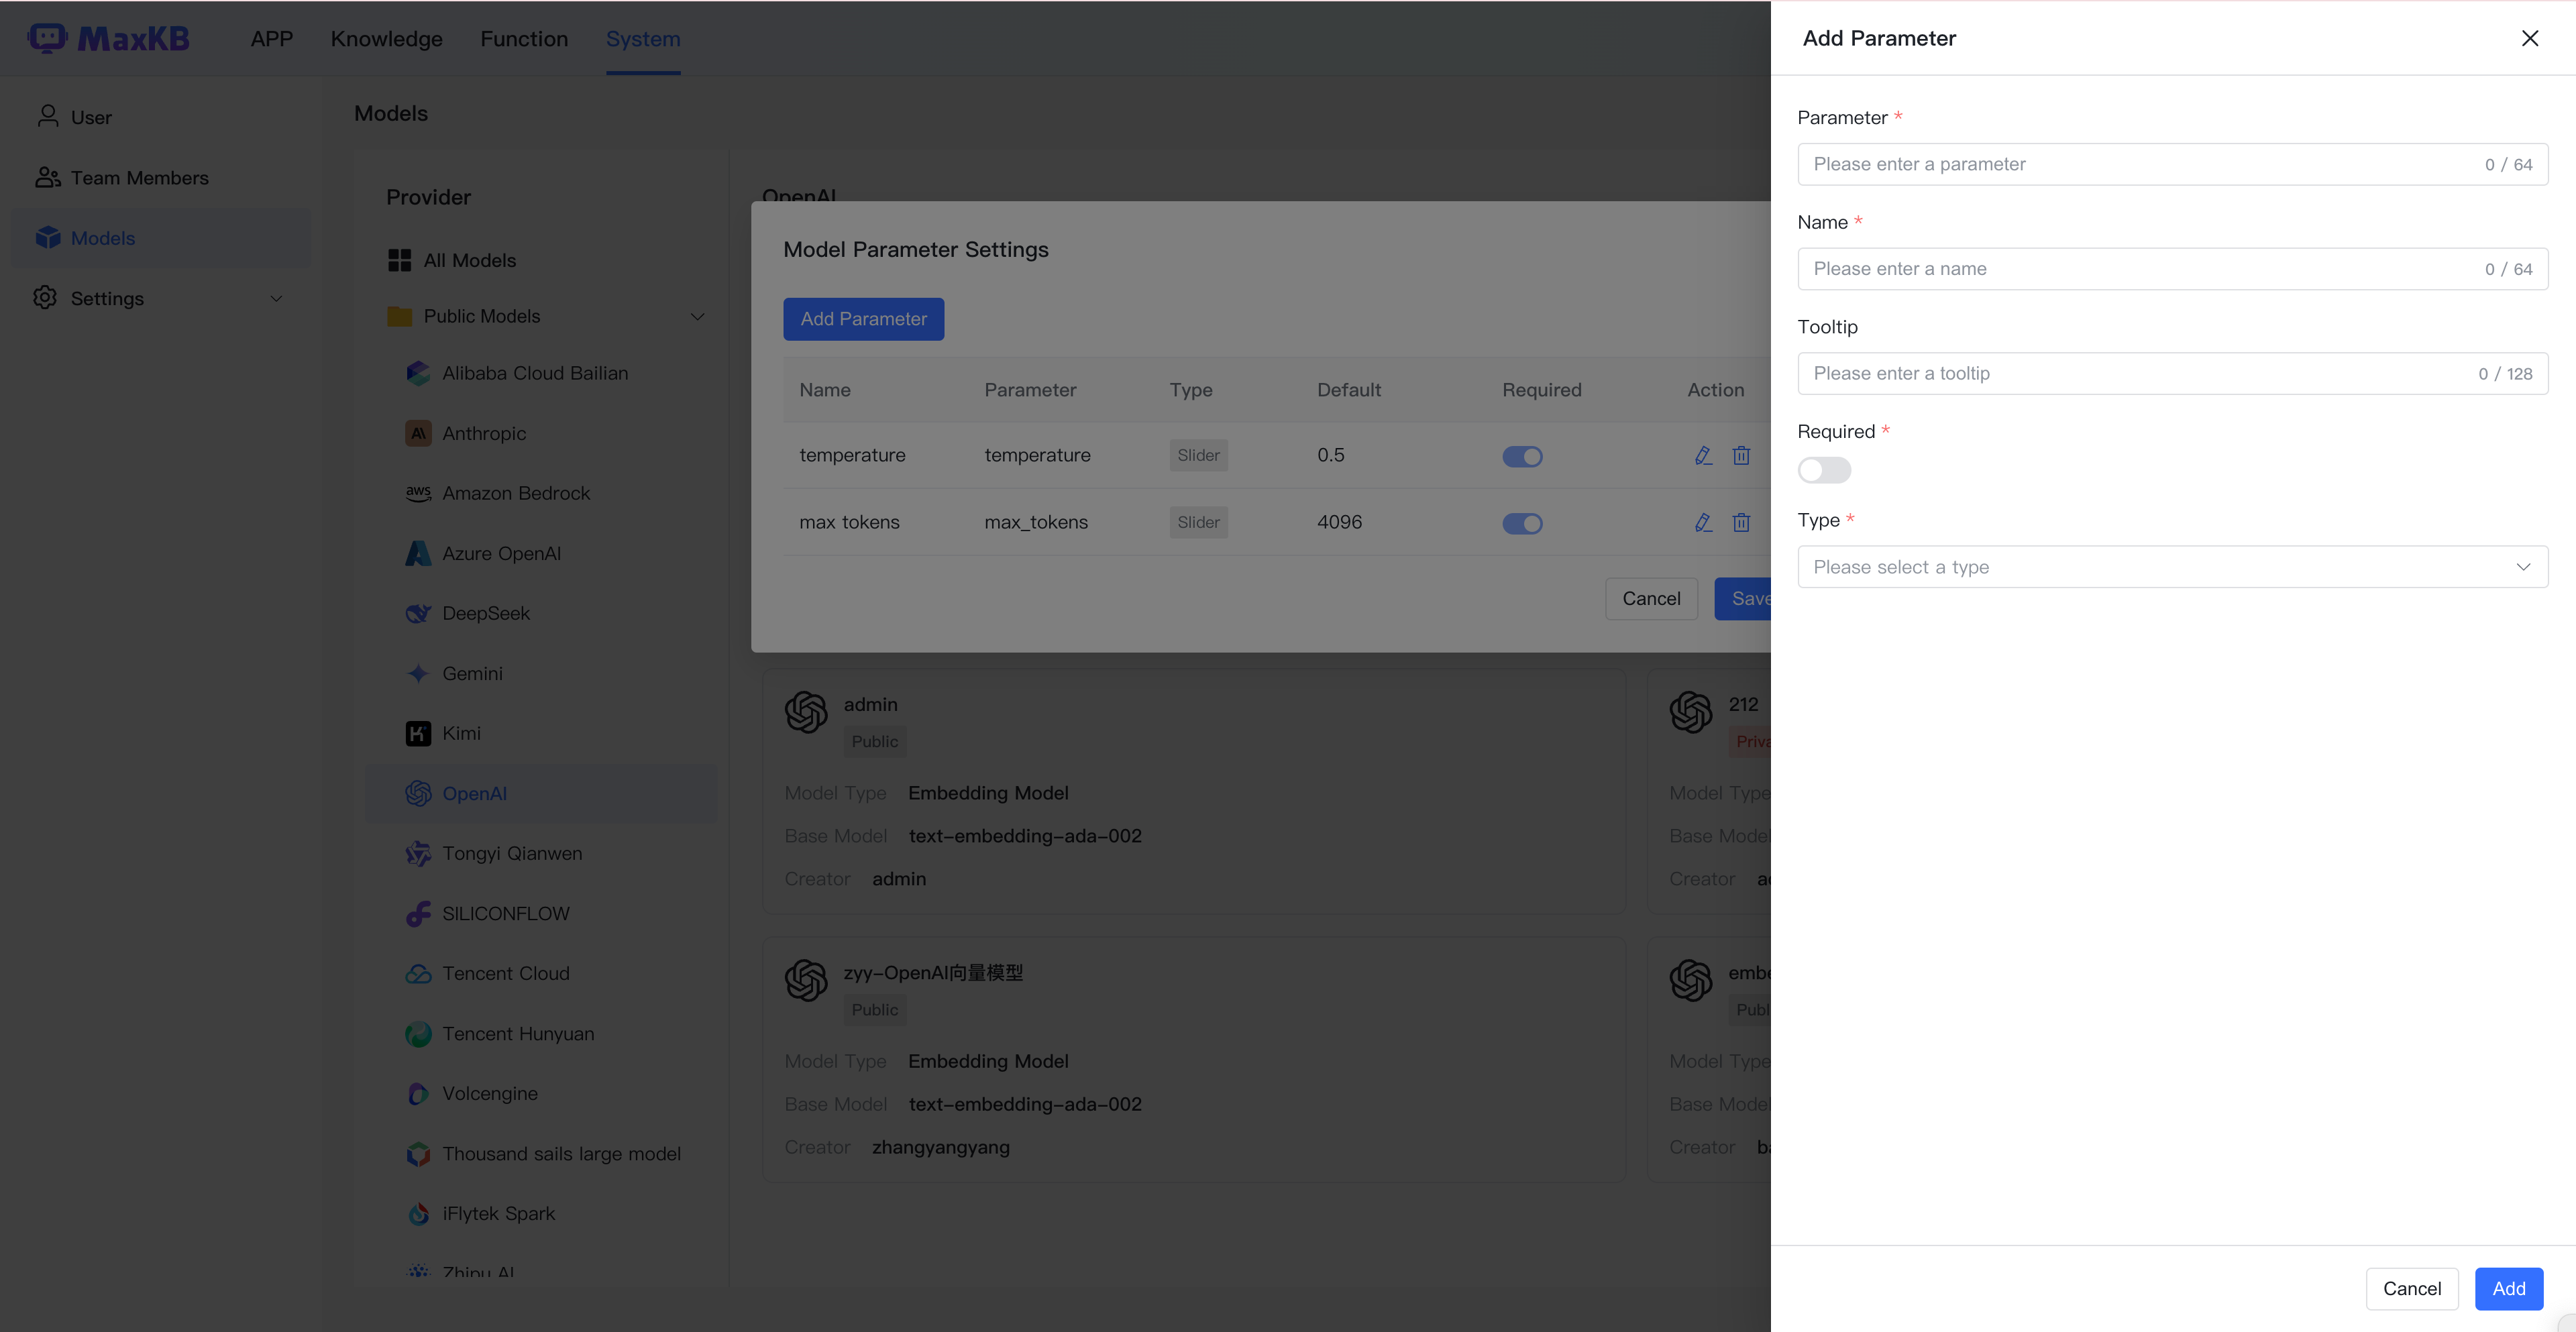 MaxKB
APP
Knowledge
Function
System
User
Team Members
Models
Settings
Models
Provider
All Models
Public Models
Alibaba Cloud Bailian
Anthropic
aws
Amazon Bedrock
Azure OpenAI
DeepSeek
Gemini
Kimi
OpenAI
Tongyi Qianwen
SILICONFLOW
Tencent Cloud
Tencent Hunyuan
Volcengine
Thousand sails large model
iFlytek Spark
Zhipu AI
OpenAI
Model Parameter Settings
Add Parameter
Name Parameter Type Default Required Action
temperature temperature Slider 0.5
max tokens max_tokens Slider 4096
Cancel
Save
admin
Public
Model Type Embedding Model
Base Model text-embedding-ada-002
Creator admin
212
Model Type
Base Model
Creator
zyy-OpenAI向量模型
Public
Model Type Embedding Model
Base Model text-embedding-ada-002
Creator zhangyangyang
Model Type
Base Model
Creator
Add Parameter
Parameter *
Please enter a parameter 0 / 64
Name *
Please enter a name 0 / 64
Tooltip
Please enter a tooltip 0 / 128
Required *
Type *
Please select a type
Cancel
Add